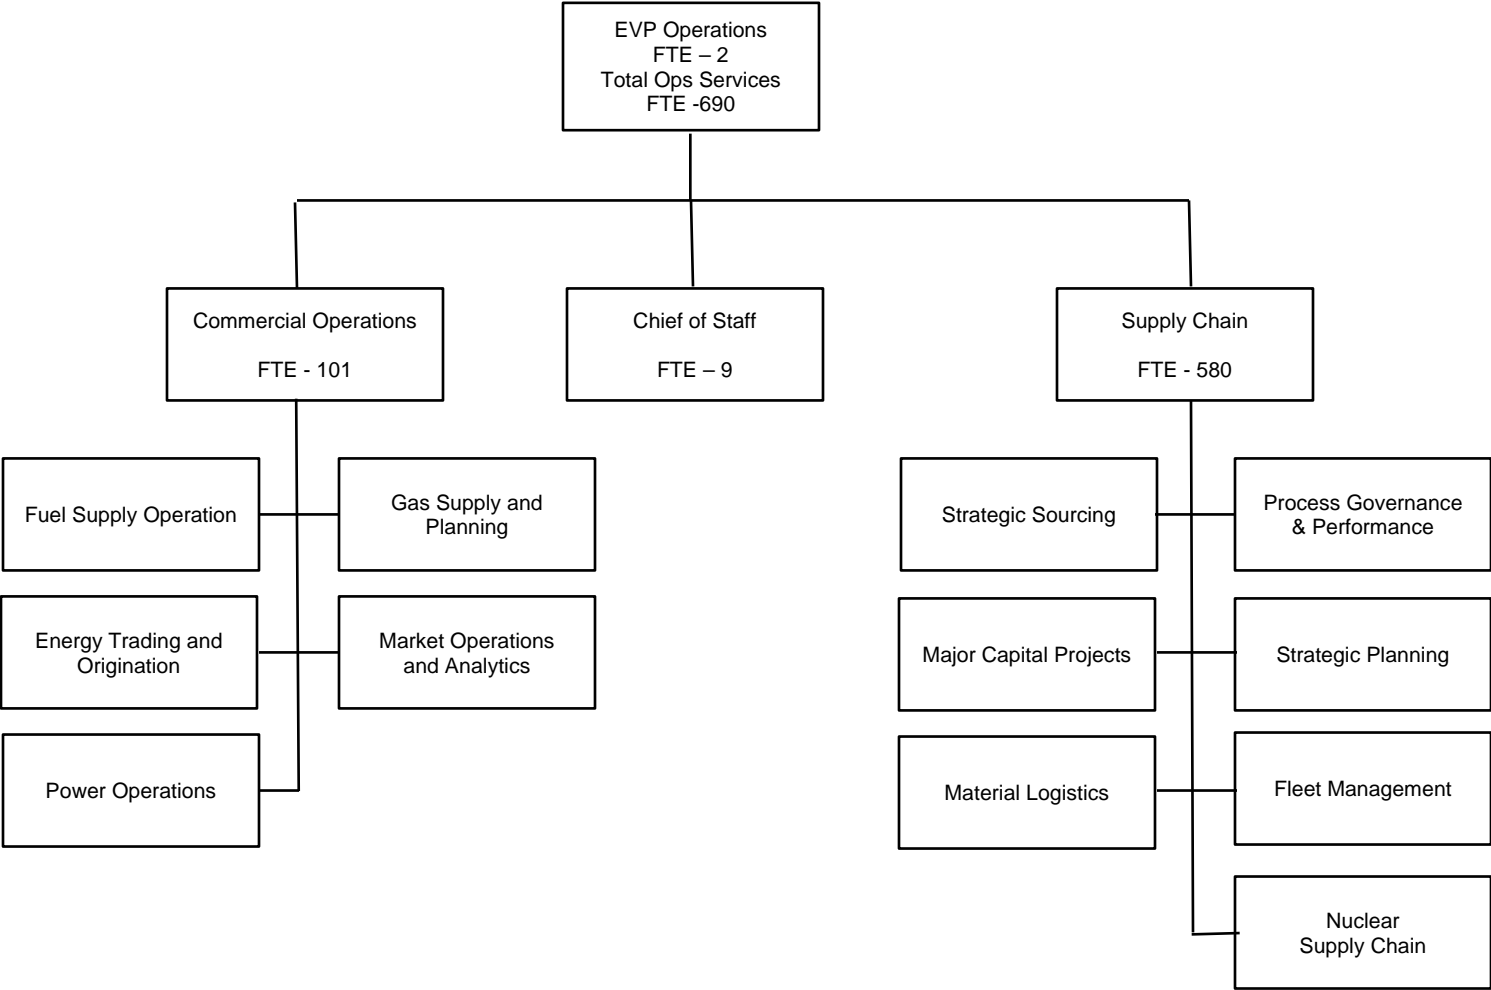 EVP Operations
FTE – 2
Total Ops Services
FTE -690
Commercial Operations
FTE - 101
Chief of Staff
FTE – 9
Supply Chain
FTE - 580
Fuel Supply Operation
Gas Supply and
Planning
Strategic Sourcing
Process Governance
& Performance
Energy Trading and
Origination
Market Operations
and Analytics
Major Capital Projects
Strategic Planning
Power Operations
Material Logistics
Fleet Management
Nuclear
Supply Chain